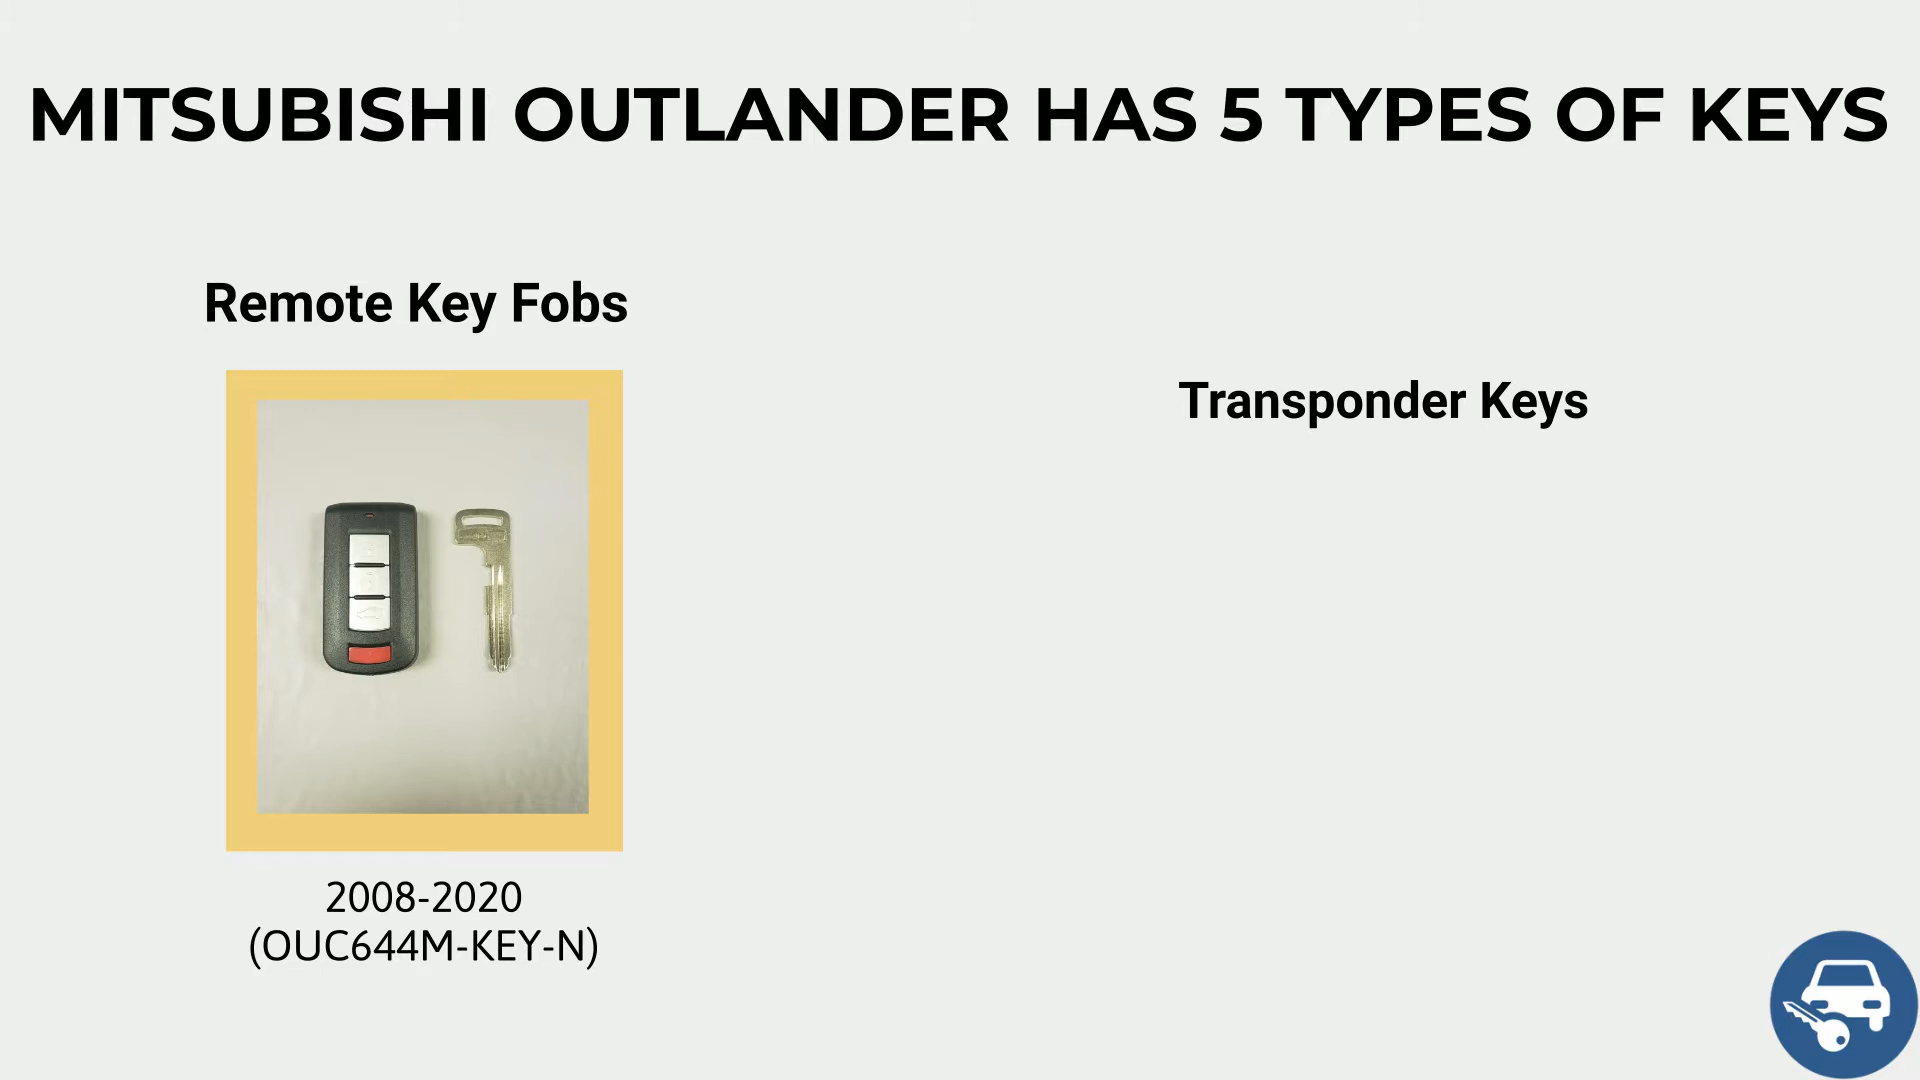 MITSUBISHI OUTLANDER HAS 5 TYPES OF KEYS
Remote Key Fobs
Transponder Keys
2008-2020
(OUC644M-KEY-N)